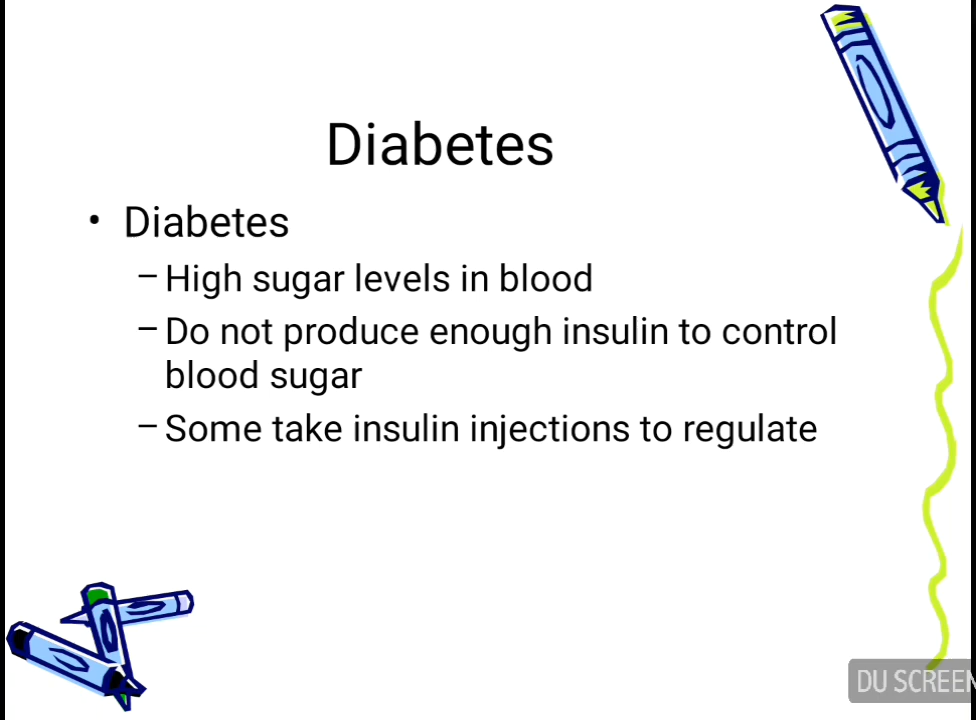 Diabetes
• Diabetes
– High sugar levels in blood
– Do not produce enough insulin to control
blood sugar
– Some take insulin injections to regulate
DU SCREEN